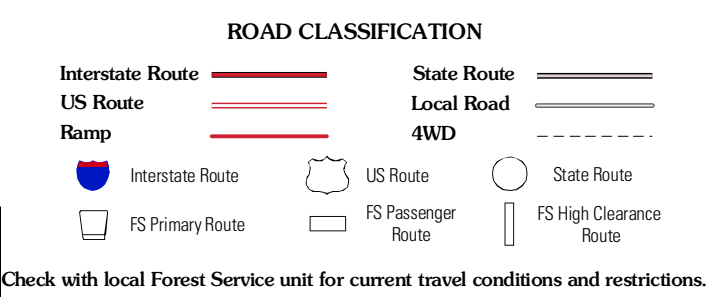 ROAD CLASSIFICATION
Interstate Route
State Route
US Route
Local Road
Ramp
4WD
Interstate Route
US Route
State Route
FS Primary Route
FS Passenger
Route
FS High Clearance
Route
Check with local Forest Service unit for current travel conditions and restrictions.